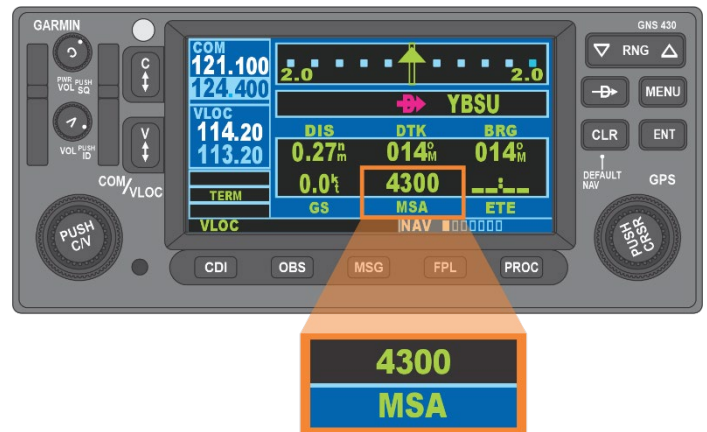 GARMIN
GNS 430
PWR PUSH
VOL SQ
C
VOL PUSH
ID
V
COM/VLOC
PUSH
C/V
COM
121.100
124.400
VLOC
114.20
113.20
TERM
VLOC
2.0 2.0
D YBSU
DIS DTK BRG
0.27nm 014°M 014°M
0.0kt 4300 __:__
GS MSA ETE
NAV
RNG
D MENU
CLR ENT
DEFAULT
NAV
GPS
PUSH
CRSR
CDI OBS MSG FPL PROC
4300
MSA